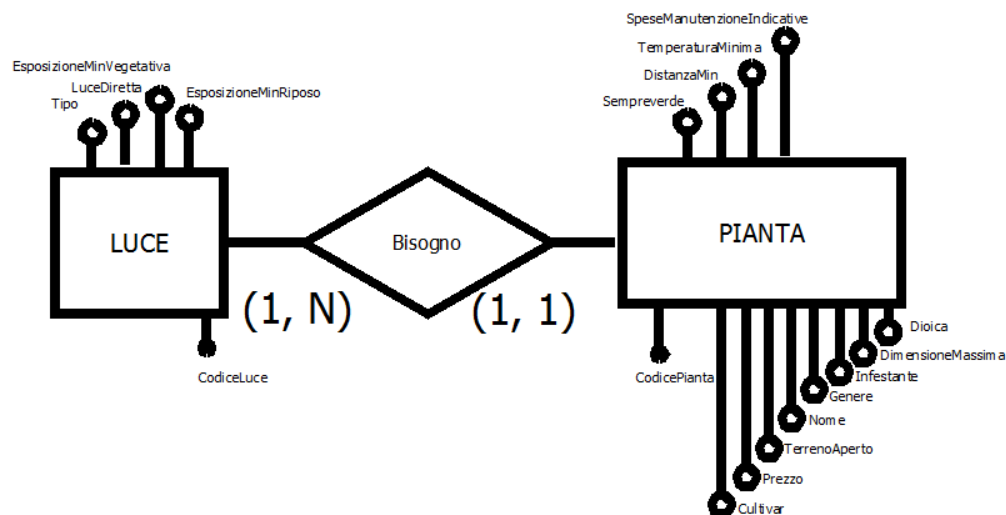 SpeseManutenzioneIndicative
TemperaturaMinima
EsposizioneMinVegetativa
DistanzaMin
LuceDiretta
EsposizioneMinRiposo
Tipo
Sempreverde
LUCE
Bisogno
PIANTA
(1, N)
(1, 1)
CodiceLuce
CodicePianta
Dioica
DimensioneMassima
Infestante
Genere
Nome
TerrenoAperto
Prezzo
Cultivar